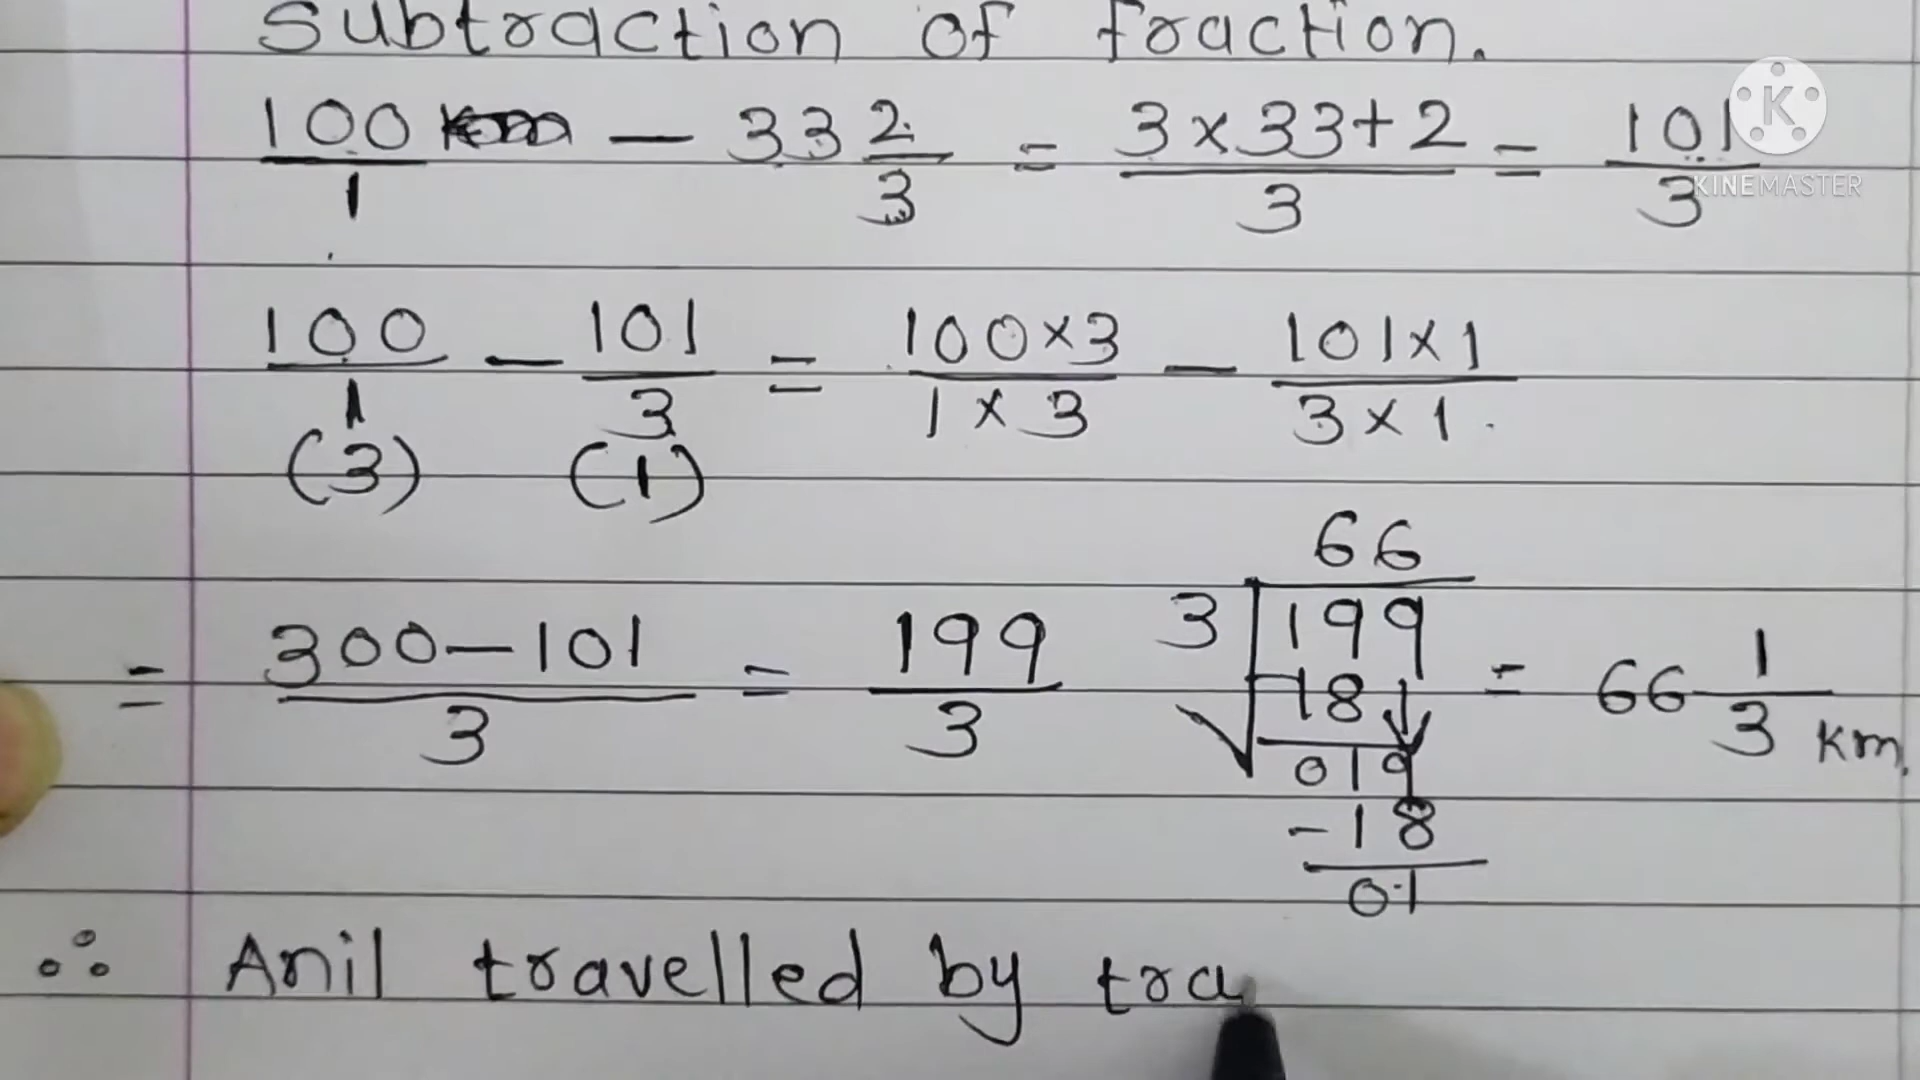 Subtraction of fraction.
100/1 km - 33 2/3 = 3×33+2/3 = 101/3
K
KINEMASTER
100/1 - 101/3 = 100×3/1×3 - 101×1/3×1.
(3) (1)
66
= 300-101/3 = 199/3 3 199 = 66 1/3 km.
18
019
-18
01
∴ Anil travelled by tra